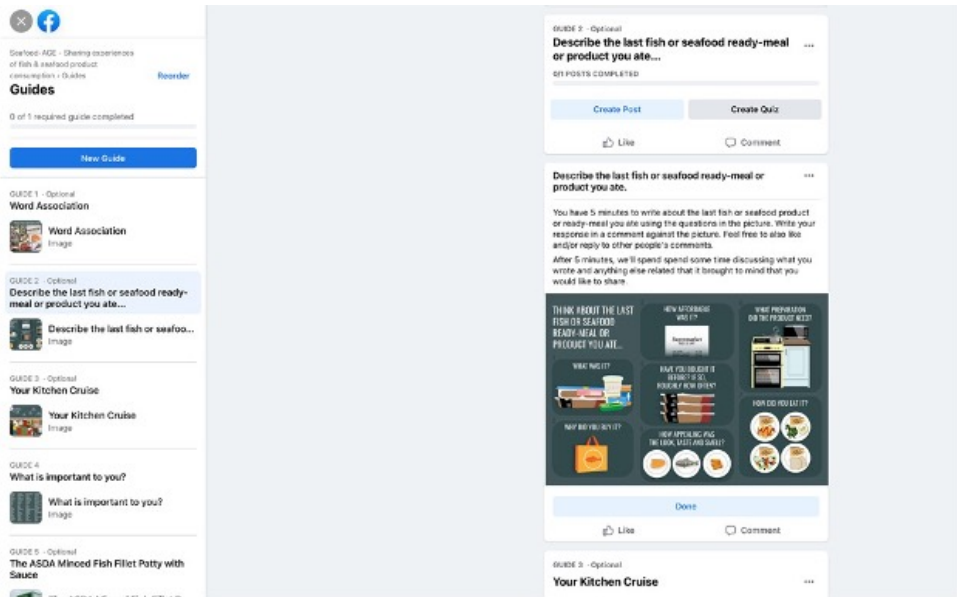 Seafood-AGE - Sharing experiences
of fish & seafood product
consumption › Guides
Reorder
Guides
0 of 1 required guide completed
New Guide
GUIDE 1 · Optional
Word Association
Word Association
Image
GUIDE 2 · Optional
Describe the last fish or seafood ready-
meal or product you ate...
Describe the last fish or seafoo...
Image
GUIDE 3 · Optional
Your Kitchen Cruise
Your Kitchen Cruise
Image
GUIDE 4
What is important to you?
What is important to you?
Image
GUIDE 5 · Optional
The ASDA Minced Fish Fillet Patty with
Sauce
GUIDE 2 · Optional
Describe the last fish or seafood ready-meal
or product you ate...
0/1 POSTS COMPLETED
Create Post
Create Quiz
Like
Comment
Describe the last fish or seafood ready-meal or
product you ate.
You have 5 minutes to write about the last fish or seafood product
or ready-meal you ate using the questions in the picture. Write your
response in a comment against the picture. Feel free to also like
and/or reply to other people's comments.
After 5 minutes, we'll spend spend some time discussing what you
wrote and anything else related that it brought to mind that you
would like to share.
THINK ABOUT THE LAST
FISH OR SEAFOOD
READY-MEAL OR
PRODUCT YOU ATE...
WHAT WAS IT?
WHY DID YOU BUY IT?
HOW AFFORDABLE
WAS IT?
HAVE YOU BOUGHT IT
BEFORE? IF SO,
ROUGHLY HOW OFTEN?
HOW APPEALING WAS
THE LOOK, TASTE AND SMELL?
WHAT PREPARATION
DID THE PRODUCT NEED?
HOW DID YOU EAT IT?
Done
Like
Comment
GUIDE 3 · Optional
Your Kitchen Cruise